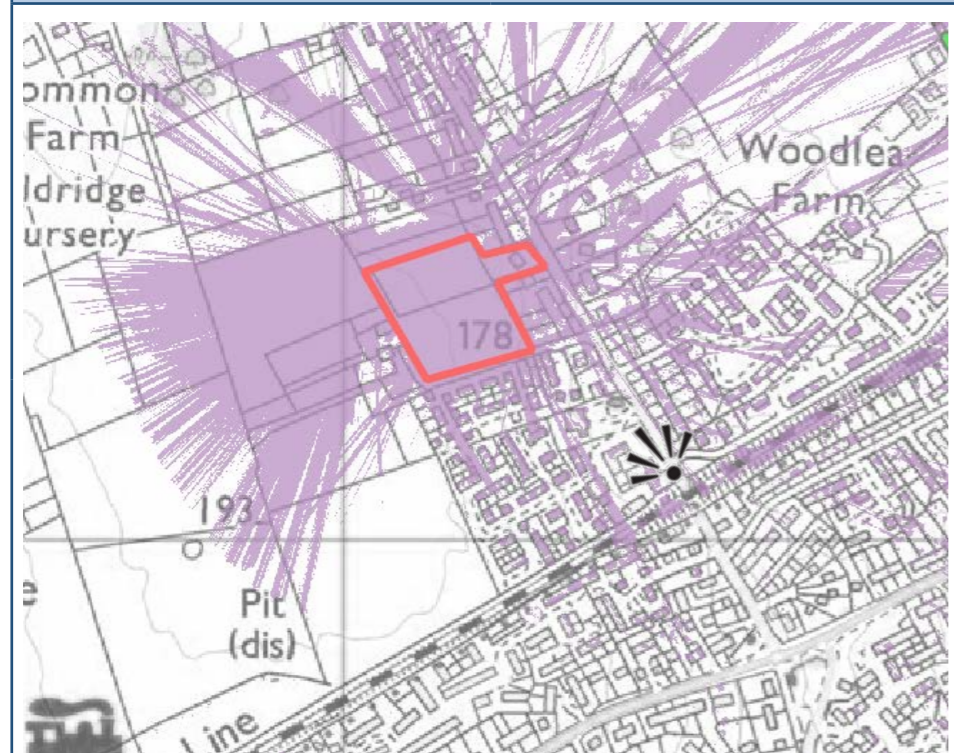 ommon
Farm
ldridge
ursery
Woodlea
Farm
178
193
Pit
(dis)
Line